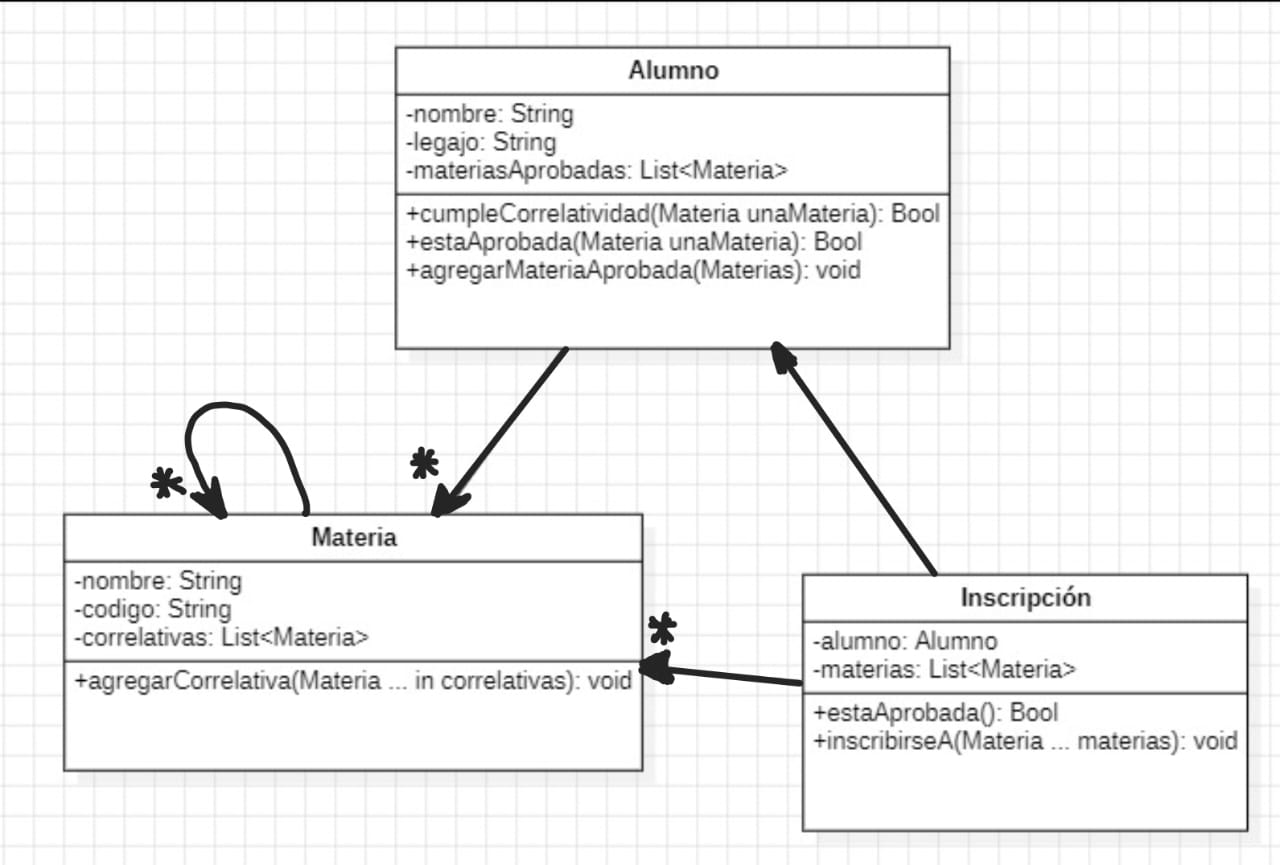 Alumno
-nombre: String
-legajo: String
-materiasAprobadas: List<Materia>
+cumpleCorrelatividad(Materia unaMateria): Bool
+estaAprobada(Materia unaMateria): Bool
+agregarMateriaAprobada(Materias): void
*
*
Materia
-nombre: String
-codigo: String
-correlativas: List<Materia>
+agregarCorrelativa(Materia ... in correlativas): void
*
Inscripción
-alumno: Alumno
-materias: List<Materia>
+estaAprobada(): Bool
+inscribirseA(Materia ... materias): void